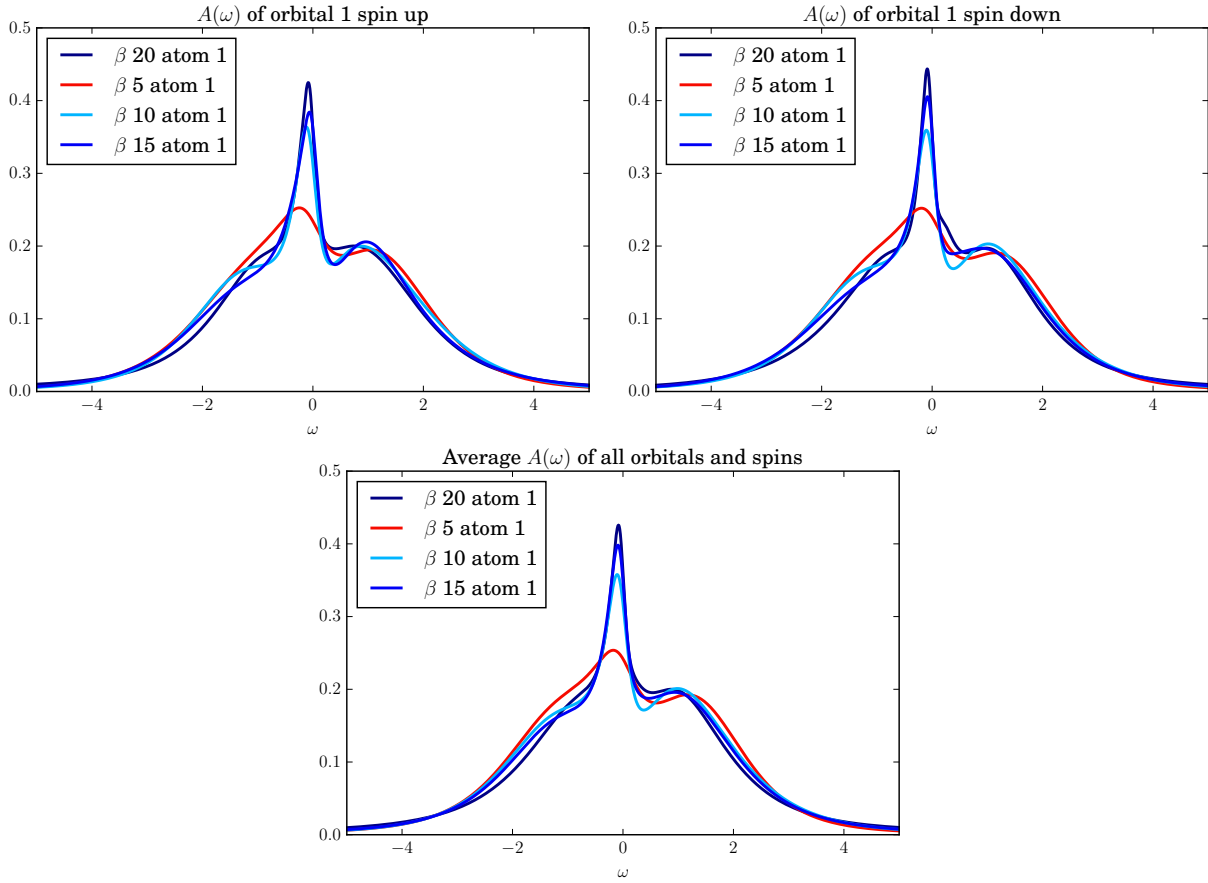 A(ω) of orbital 1 spin up
0.5
0.4
0.3
0.2
0.1
0.0
β 20 atom 1
β 5 atom 1
β 10 atom 1
β 15 atom 1
−4 −2 0 2 4
ω
A(ω) of orbital 1 spin down
0.5
0.4
0.3
0.2
0.1
0.0
β 20 atom 1
β 5 atom 1
β 10 atom 1
β 15 atom 1
−4 −2 0 2 4
ω
Average A(ω) of all orbitals and spins
0.5
0.4
0.3
0.2
0.1
0.0
β 20 atom 1
β 5 atom 1
β 10 atom 1
β 15 atom 1
−4 −2 0 2 4
ω